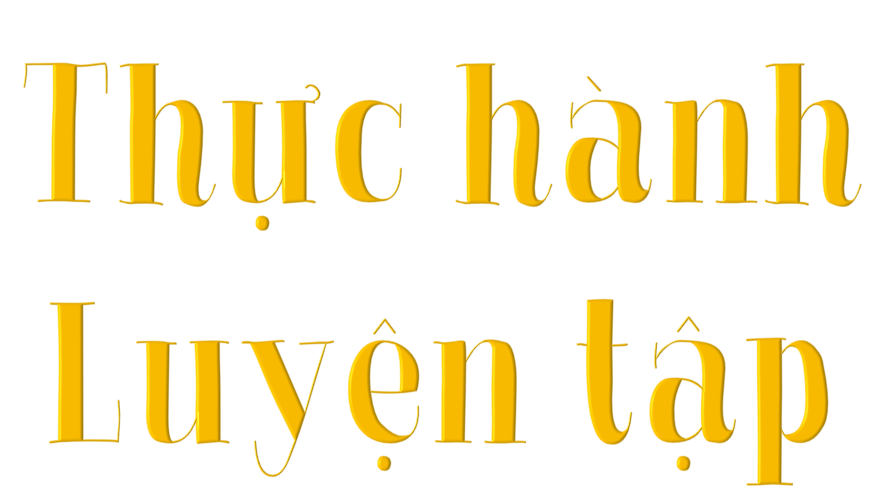 Thực hành
Luyện tập